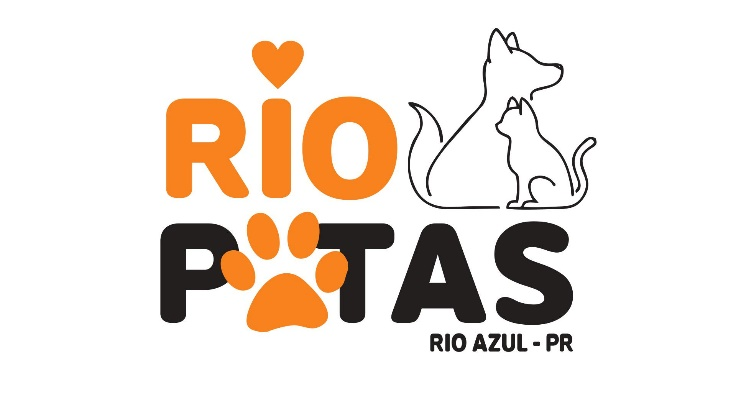 RIO
PATAS
RIO AZUL - PR